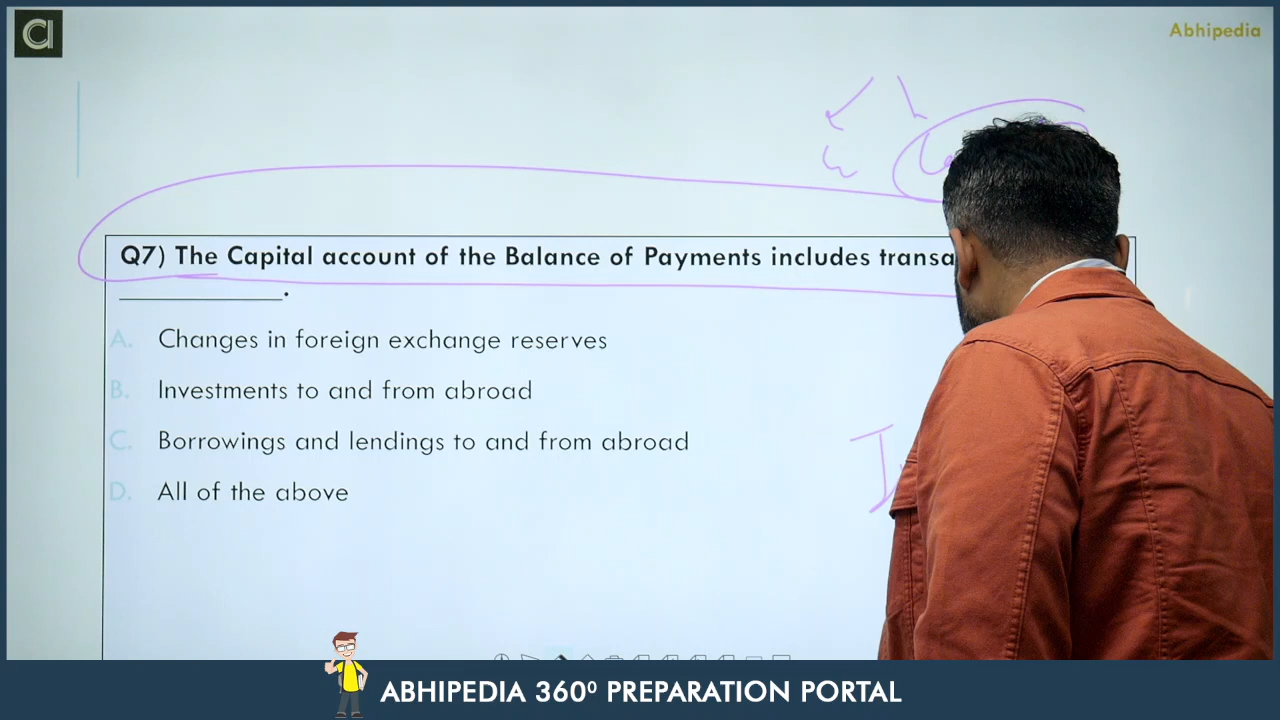 Abhipedia
Q7) The Capital account of the Balance of Payments includes
____________.
A. Changes in foreign exchange reserves
B. Investments to and from abroad
C. Borrowings and lendings to and from abroad
D. All of the above
ABHIPEDIA 360⁰ PREPARATION PORTAL